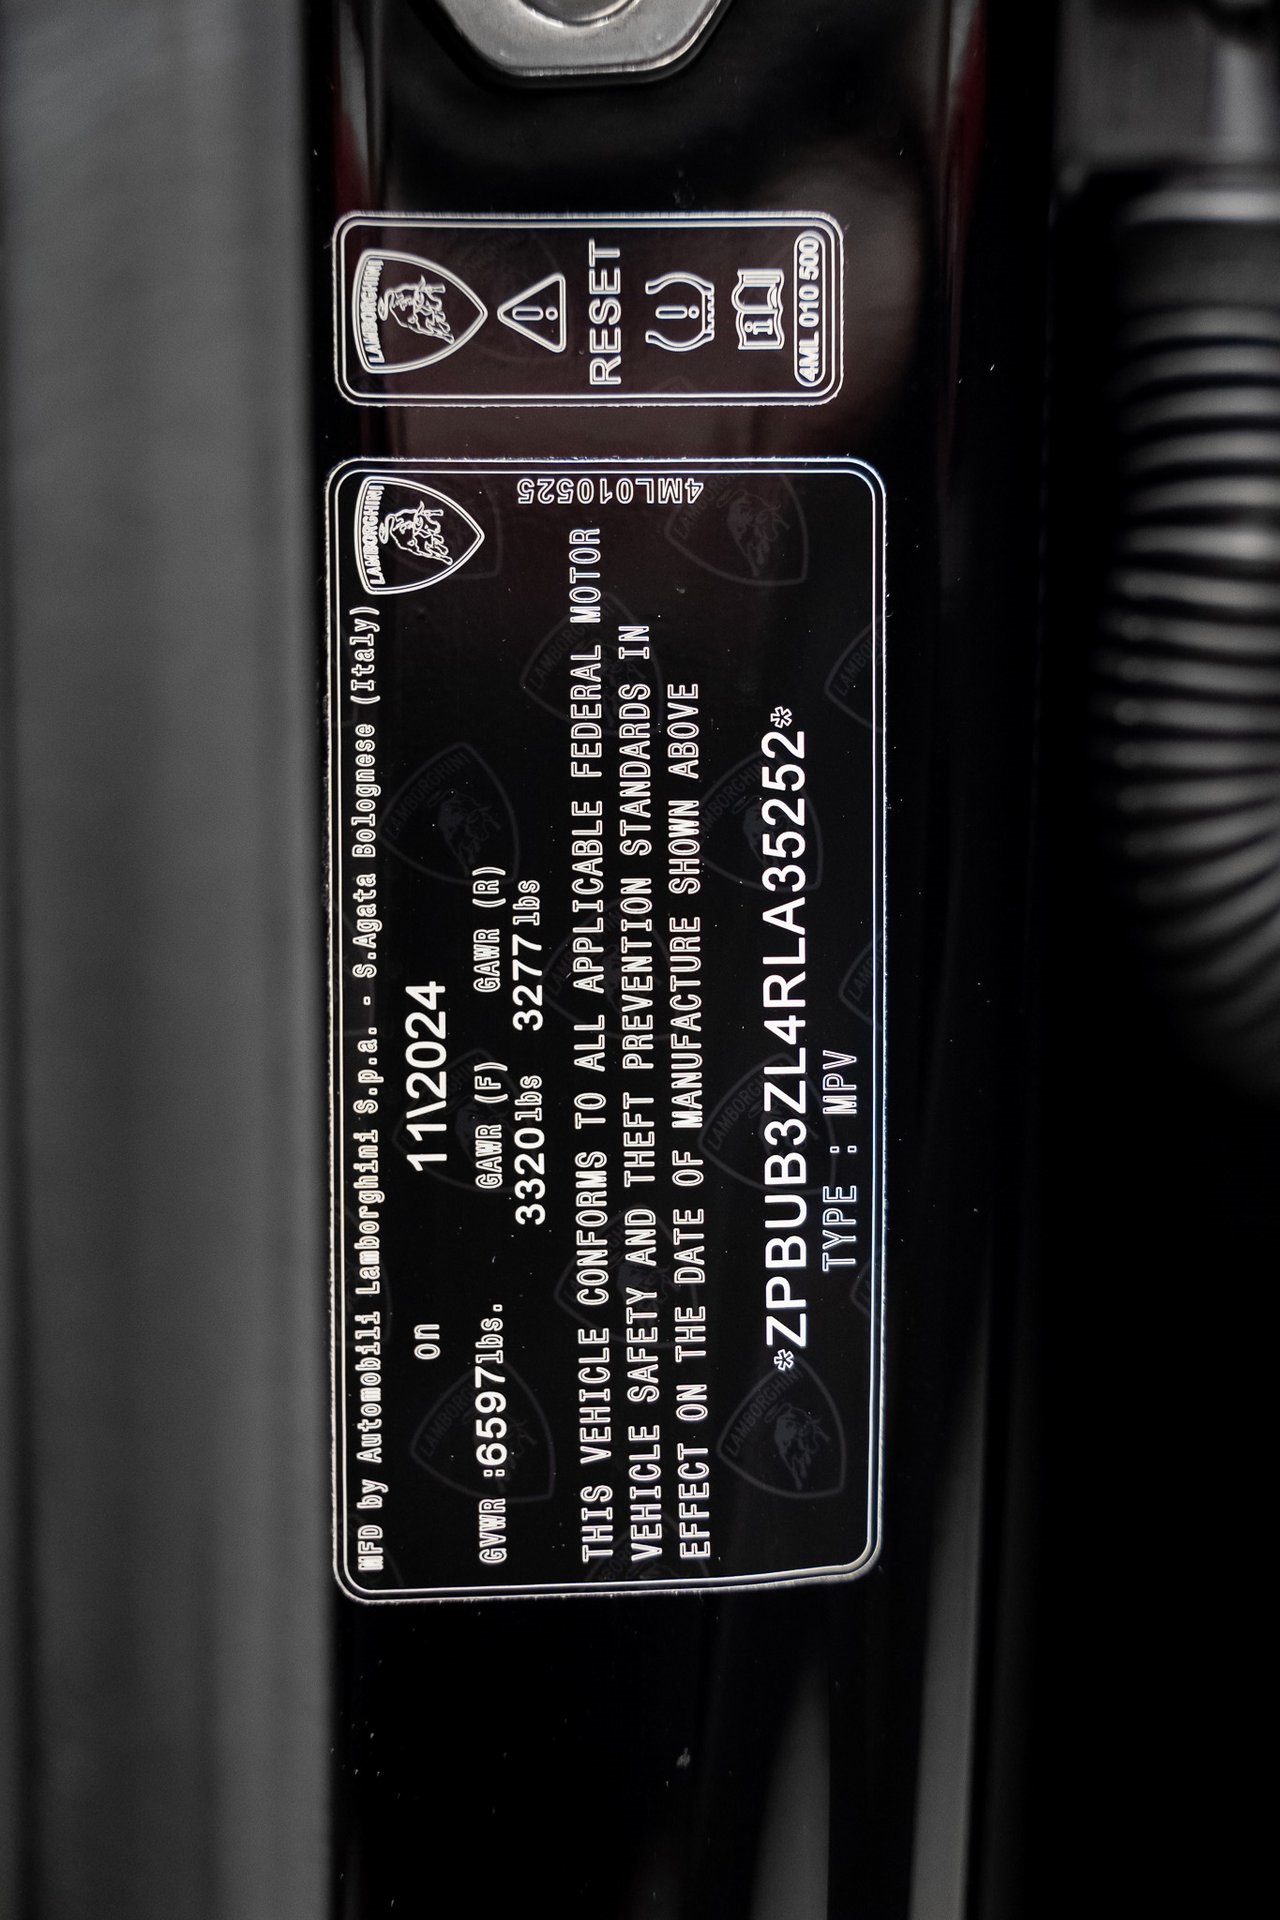 MFD by Automobili Lamborghini S.p.a. - S.Agata Bolognese (Italy)
LAMBORGHINI
on 11\2024
GVWR :6597lbs. GAWR (F) GAWR (R)
3320lbs 3277lbs
4ML010525
THIS VEHICLE CONFORMS TO ALL APPLICABLE FEDERAL MOTOR
VEHICLE SAFETY AND THEFT PREVENTION STANDARDS IN
EFFECT ON THE DATE OF MANUFACTURE SHOWN ABOVE
*ZPBUB3ZL4RLA35252*
TYPE : MPV
LAMBORGHINI
RESET
4ML 010 500